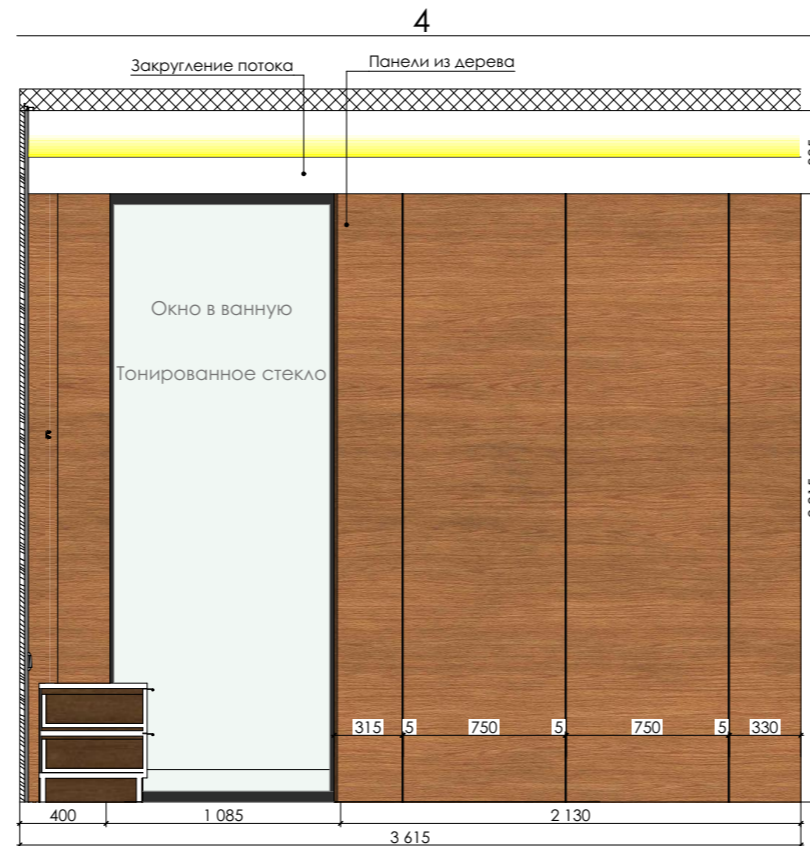 4
Закругление потока
Панели из дерева
Окно в ванную
Тонированное стекло
315 5 750 5 750 5 330
400 1 085 2 130
3 615